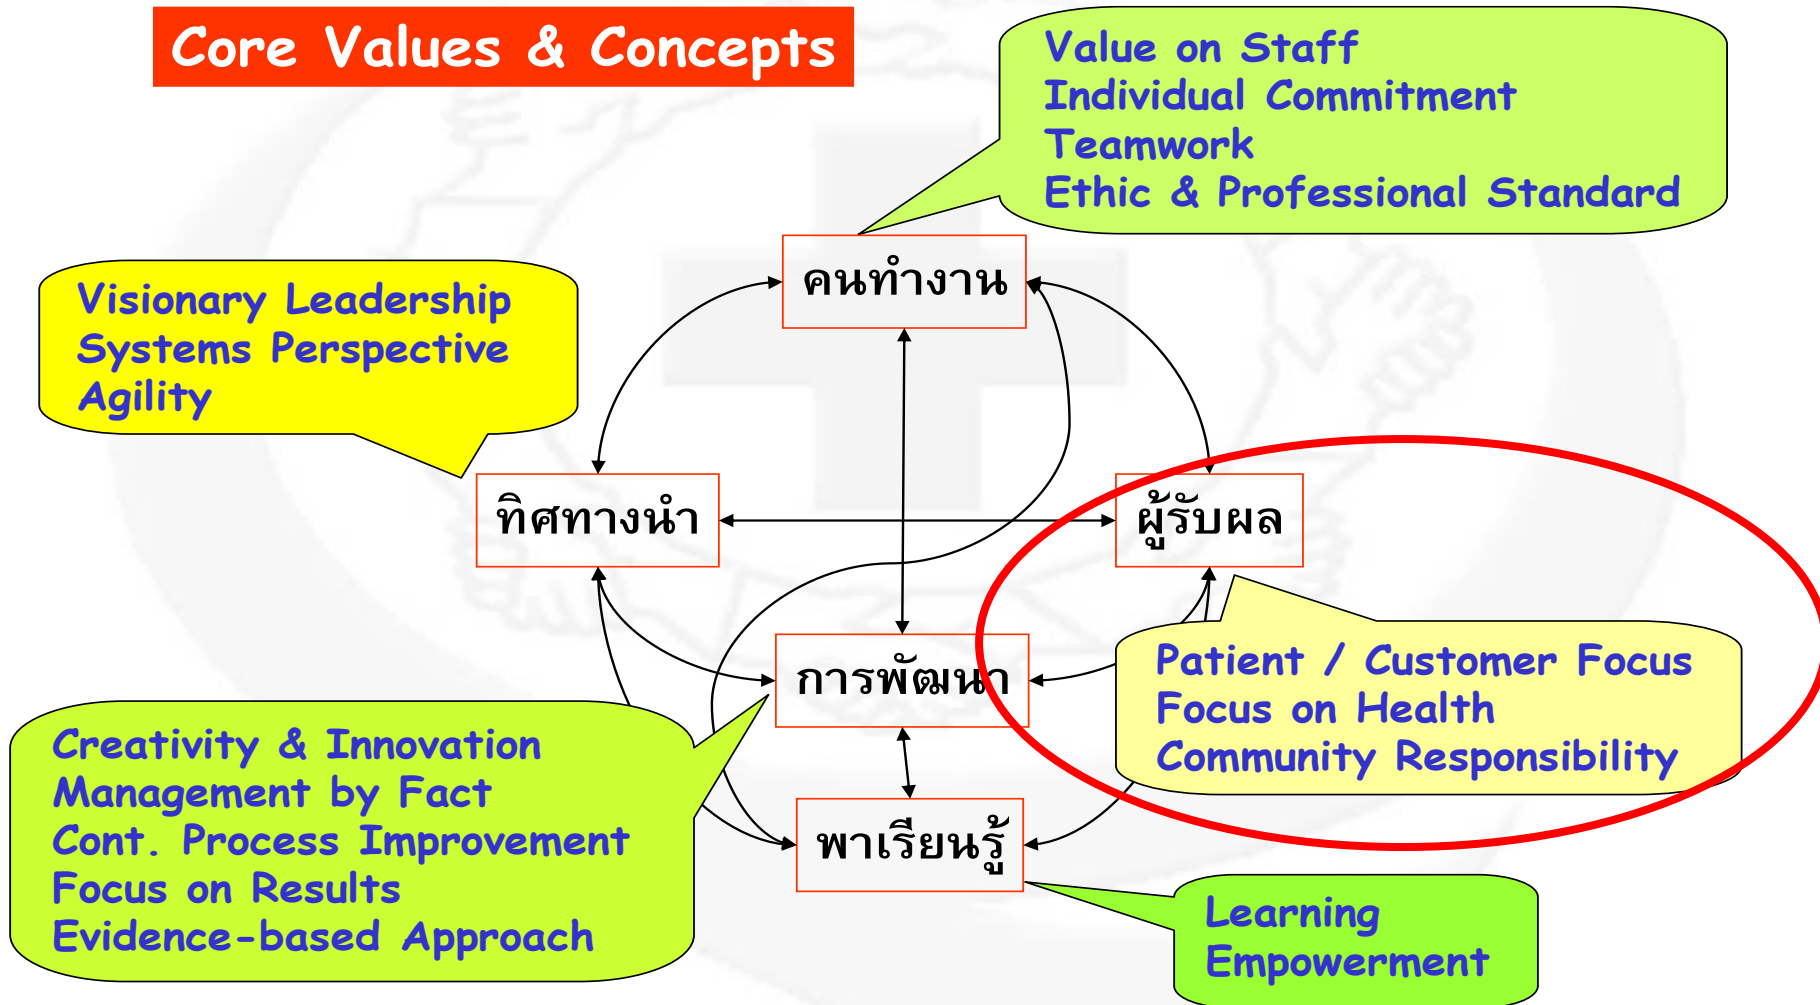 Core Values & Concepts
Value on Staff
Individual Commitment
Teamwork
Ethic & Professional Standard
คนทำงาน
Visionary Leadership
Systems Perspective
Agility
ทิศทางนำ
ผู้รับผล
Patient / Customer Focus
Focus on Health
Community Responsibility
การพัฒนา
Creativity & Innovation
Management by Fact
Cont. Process Improvement
Focus on Results
Evidence-based Approach
พาเรียนรู้
Learning
Empowerment